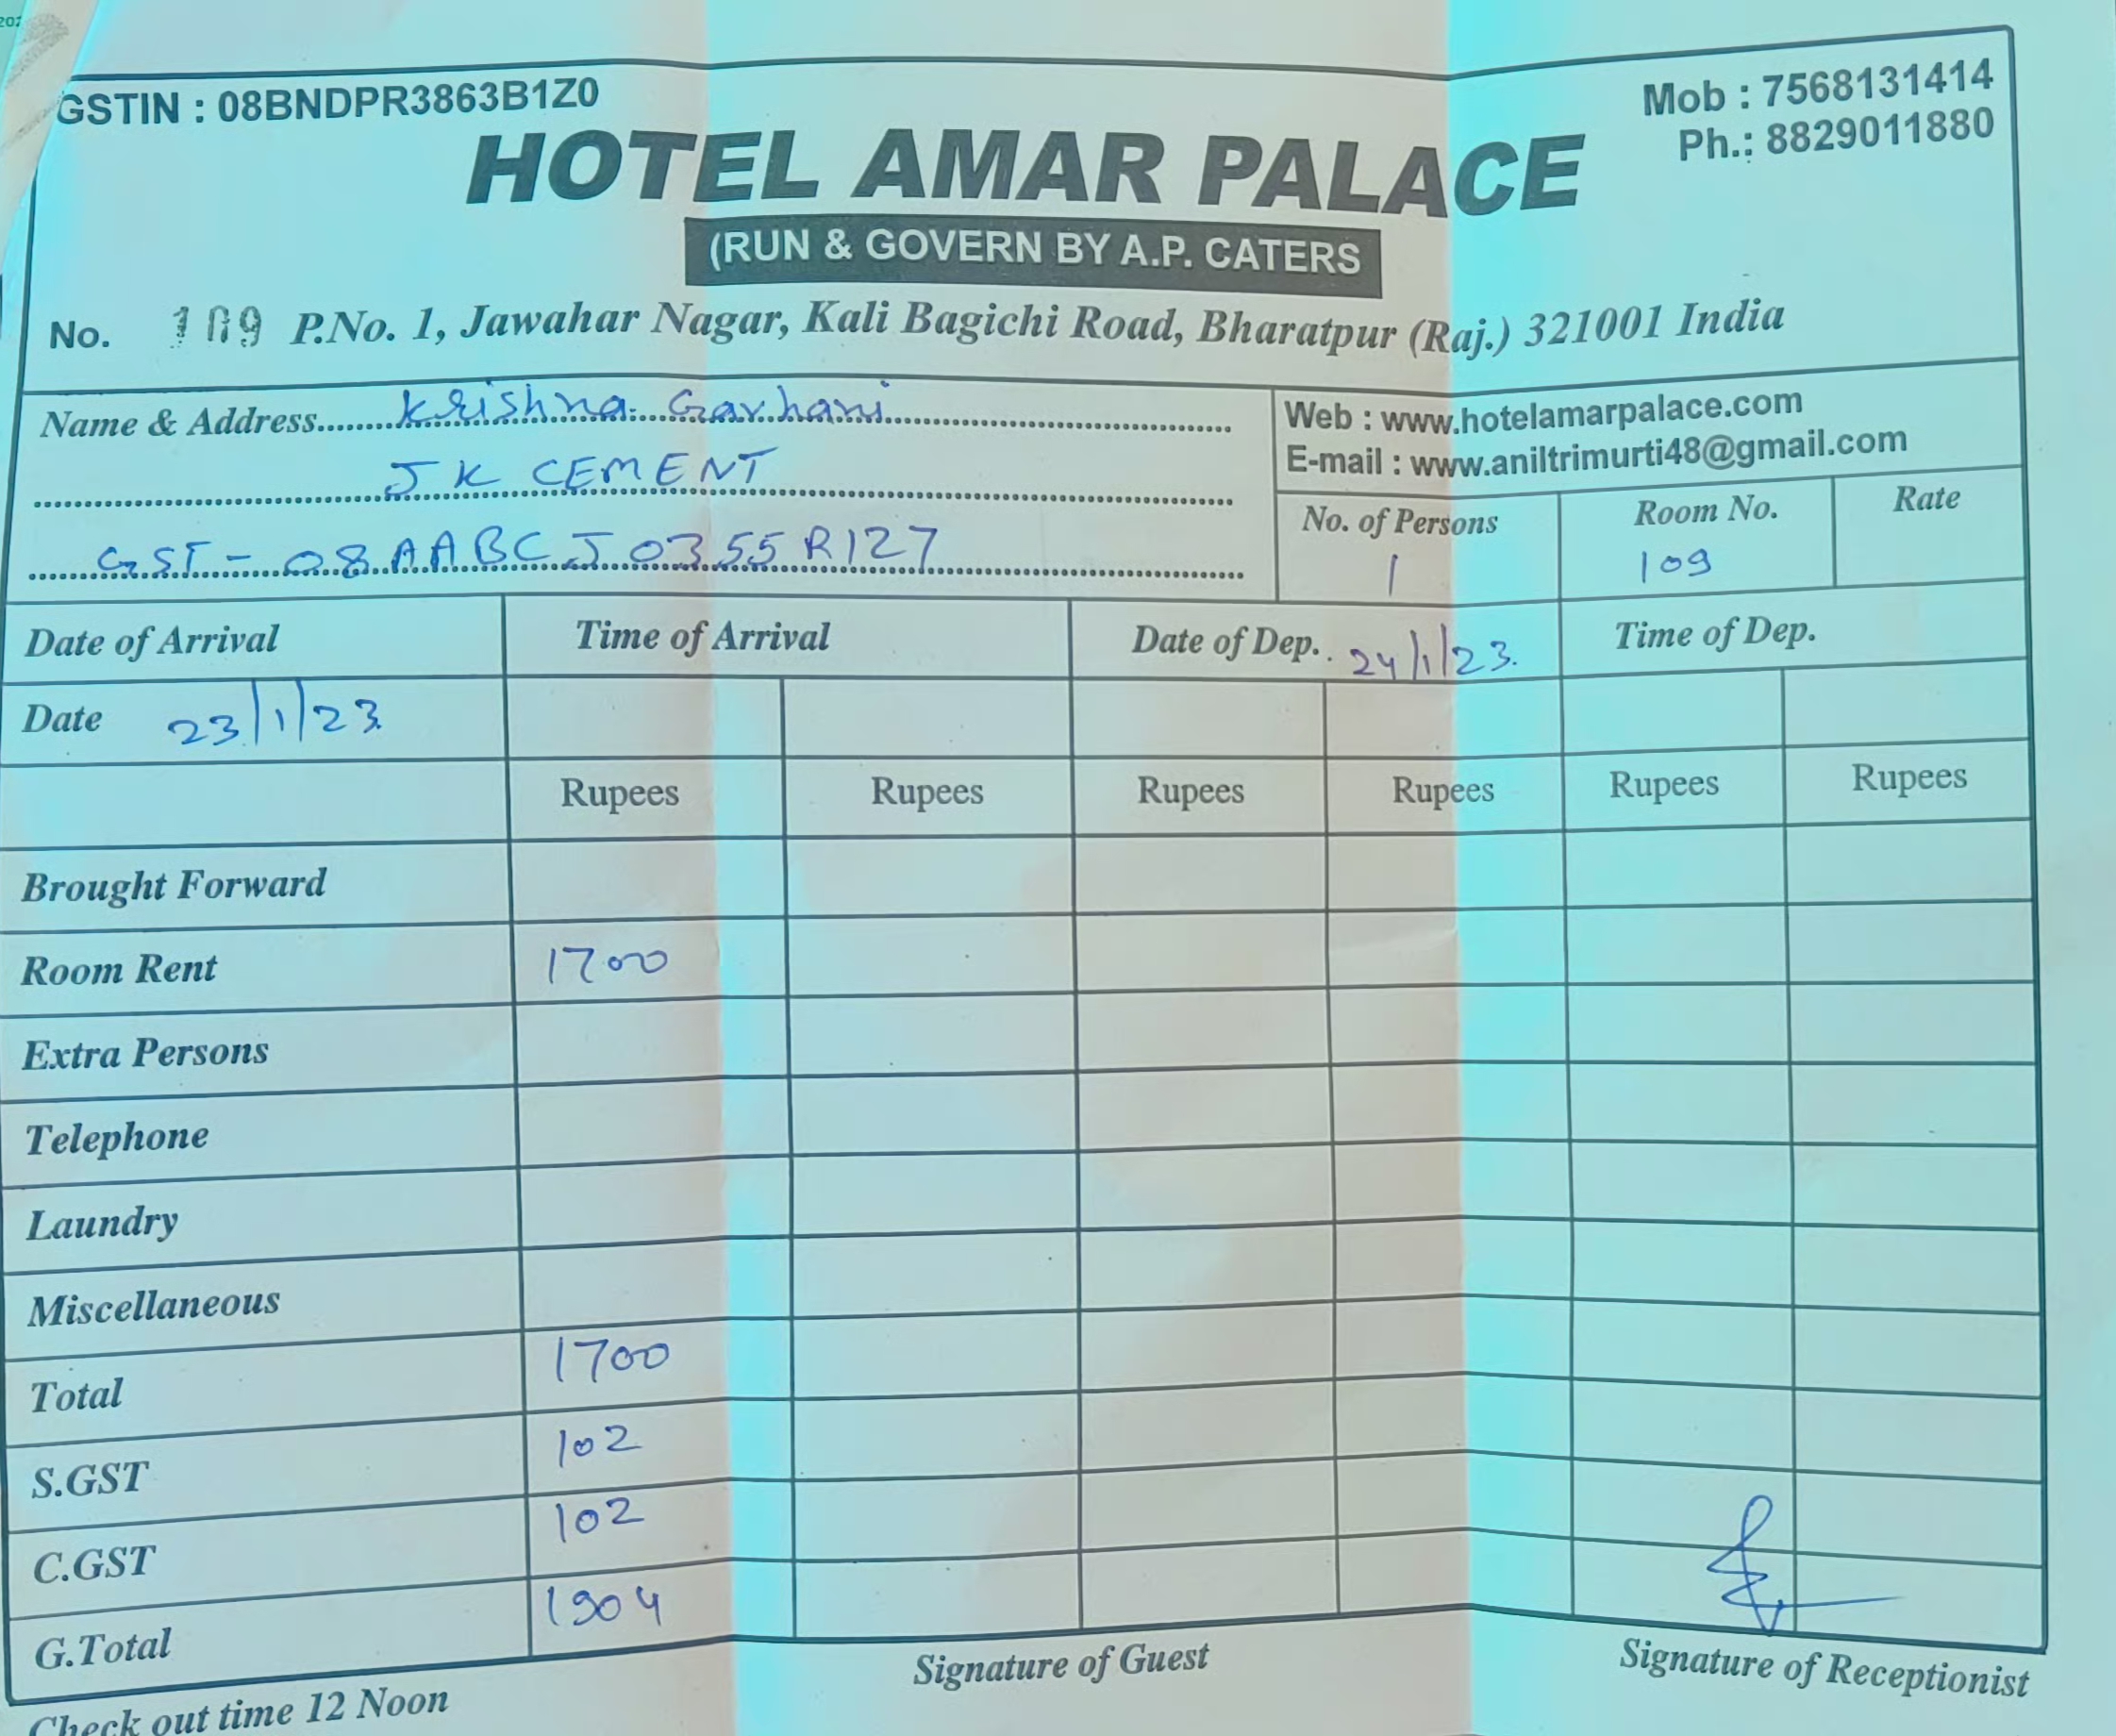 GSTIN : 08BNDPR3863B1Z0
Mob : 7568131414
Ph.: 8829011880
HOTEL AMAR PALACE
(RUN & GOVERN BY A.P. CATERS
No. 109 P.No. 1, Jawahar Nagar, Kali Bagichi Road, Bharatpur (Raj.) 321001 India
Name & Address Krishna Gavhani
JK CEMENT
GST - 08AABCJ0355R127
Web : www.hotelamarpalace.com
E-mail : www.aniltrimurti48@gmail.com
No. of Persons Room No. Rate
1 109
Date of Arrival Time of Arrival Date of Dep. 24/1/23 Time of Dep.
Date 23/1/23
Rupees Rupees Rupees Rupees Rupees Rupees
Brought Forward
Room Rent 1700
Extra Persons
Telephone
Laundry
Miscellaneous
Total 1700
S.GST 102
C.GST 102
G.Total 1904
Signature of Guest Signature of Receptionist
Check out time 12 Noon